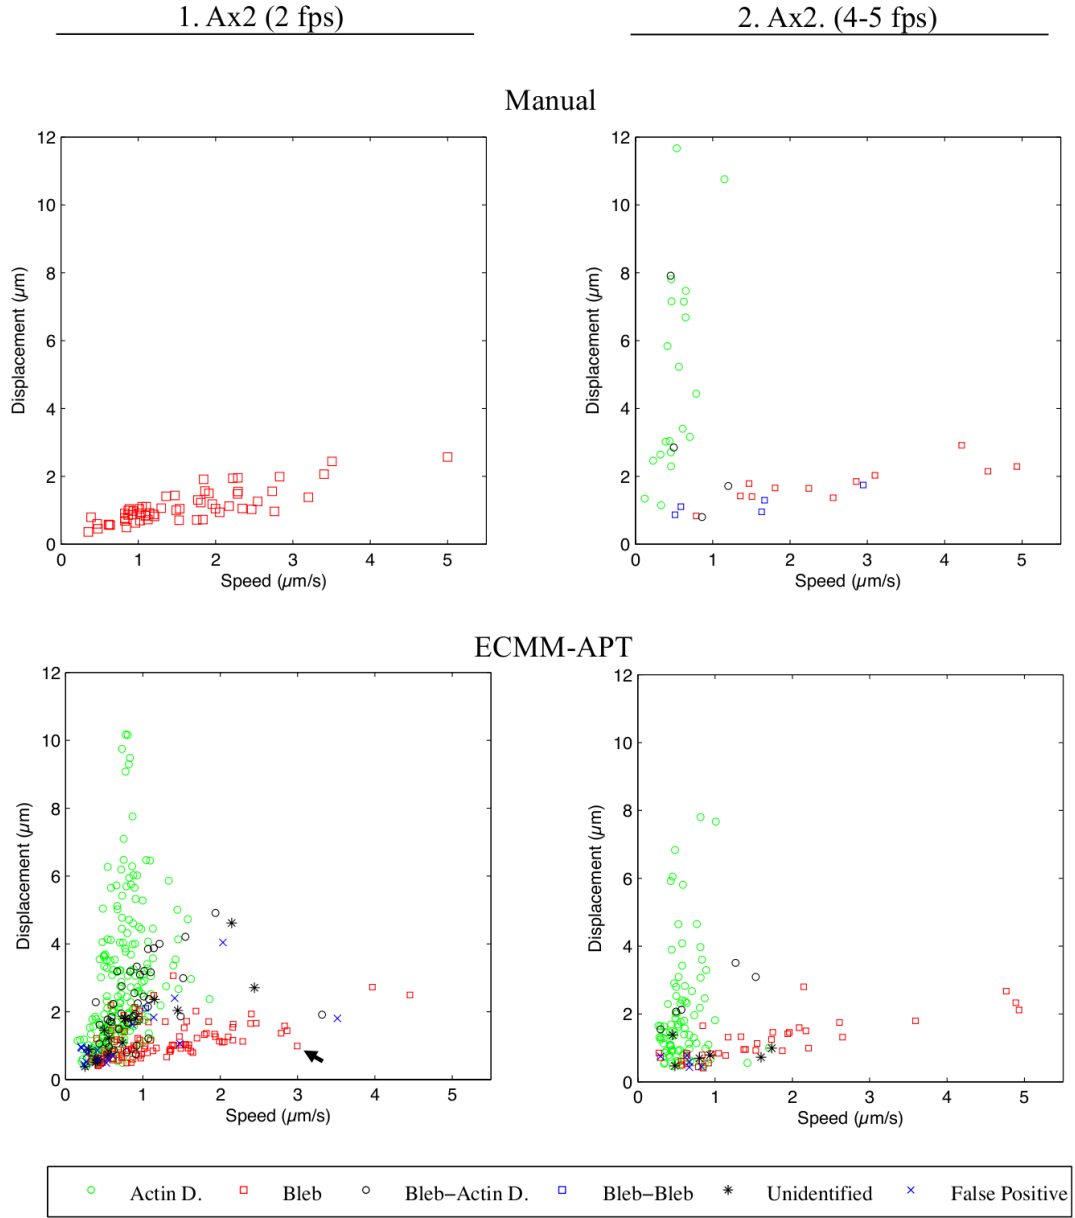 1. Ax2 (2 fps)
2. Ax2. (4-5 fps)
Manual
12
10
8
6
4
2
0
Displacement (µm)
0 1 2 3 4 5
Speed (µm/s)
12
10
8
6
4
2
0
Displacement (µm)
0 1 2 3 4 5
Speed (µm/s)
ECMM-APT
12
10
8
6
4
2
0
Displacement (µm)
0 1 2 3 4 5
Speed (µm/s)
12
10
8
6
4
2
0
Displacement (µm)
0 1 2 3 4 5
Speed (µm/s)
Actin D. Bleb Bleb−Actin D. Bleb−Bleb Unidentified False Positive